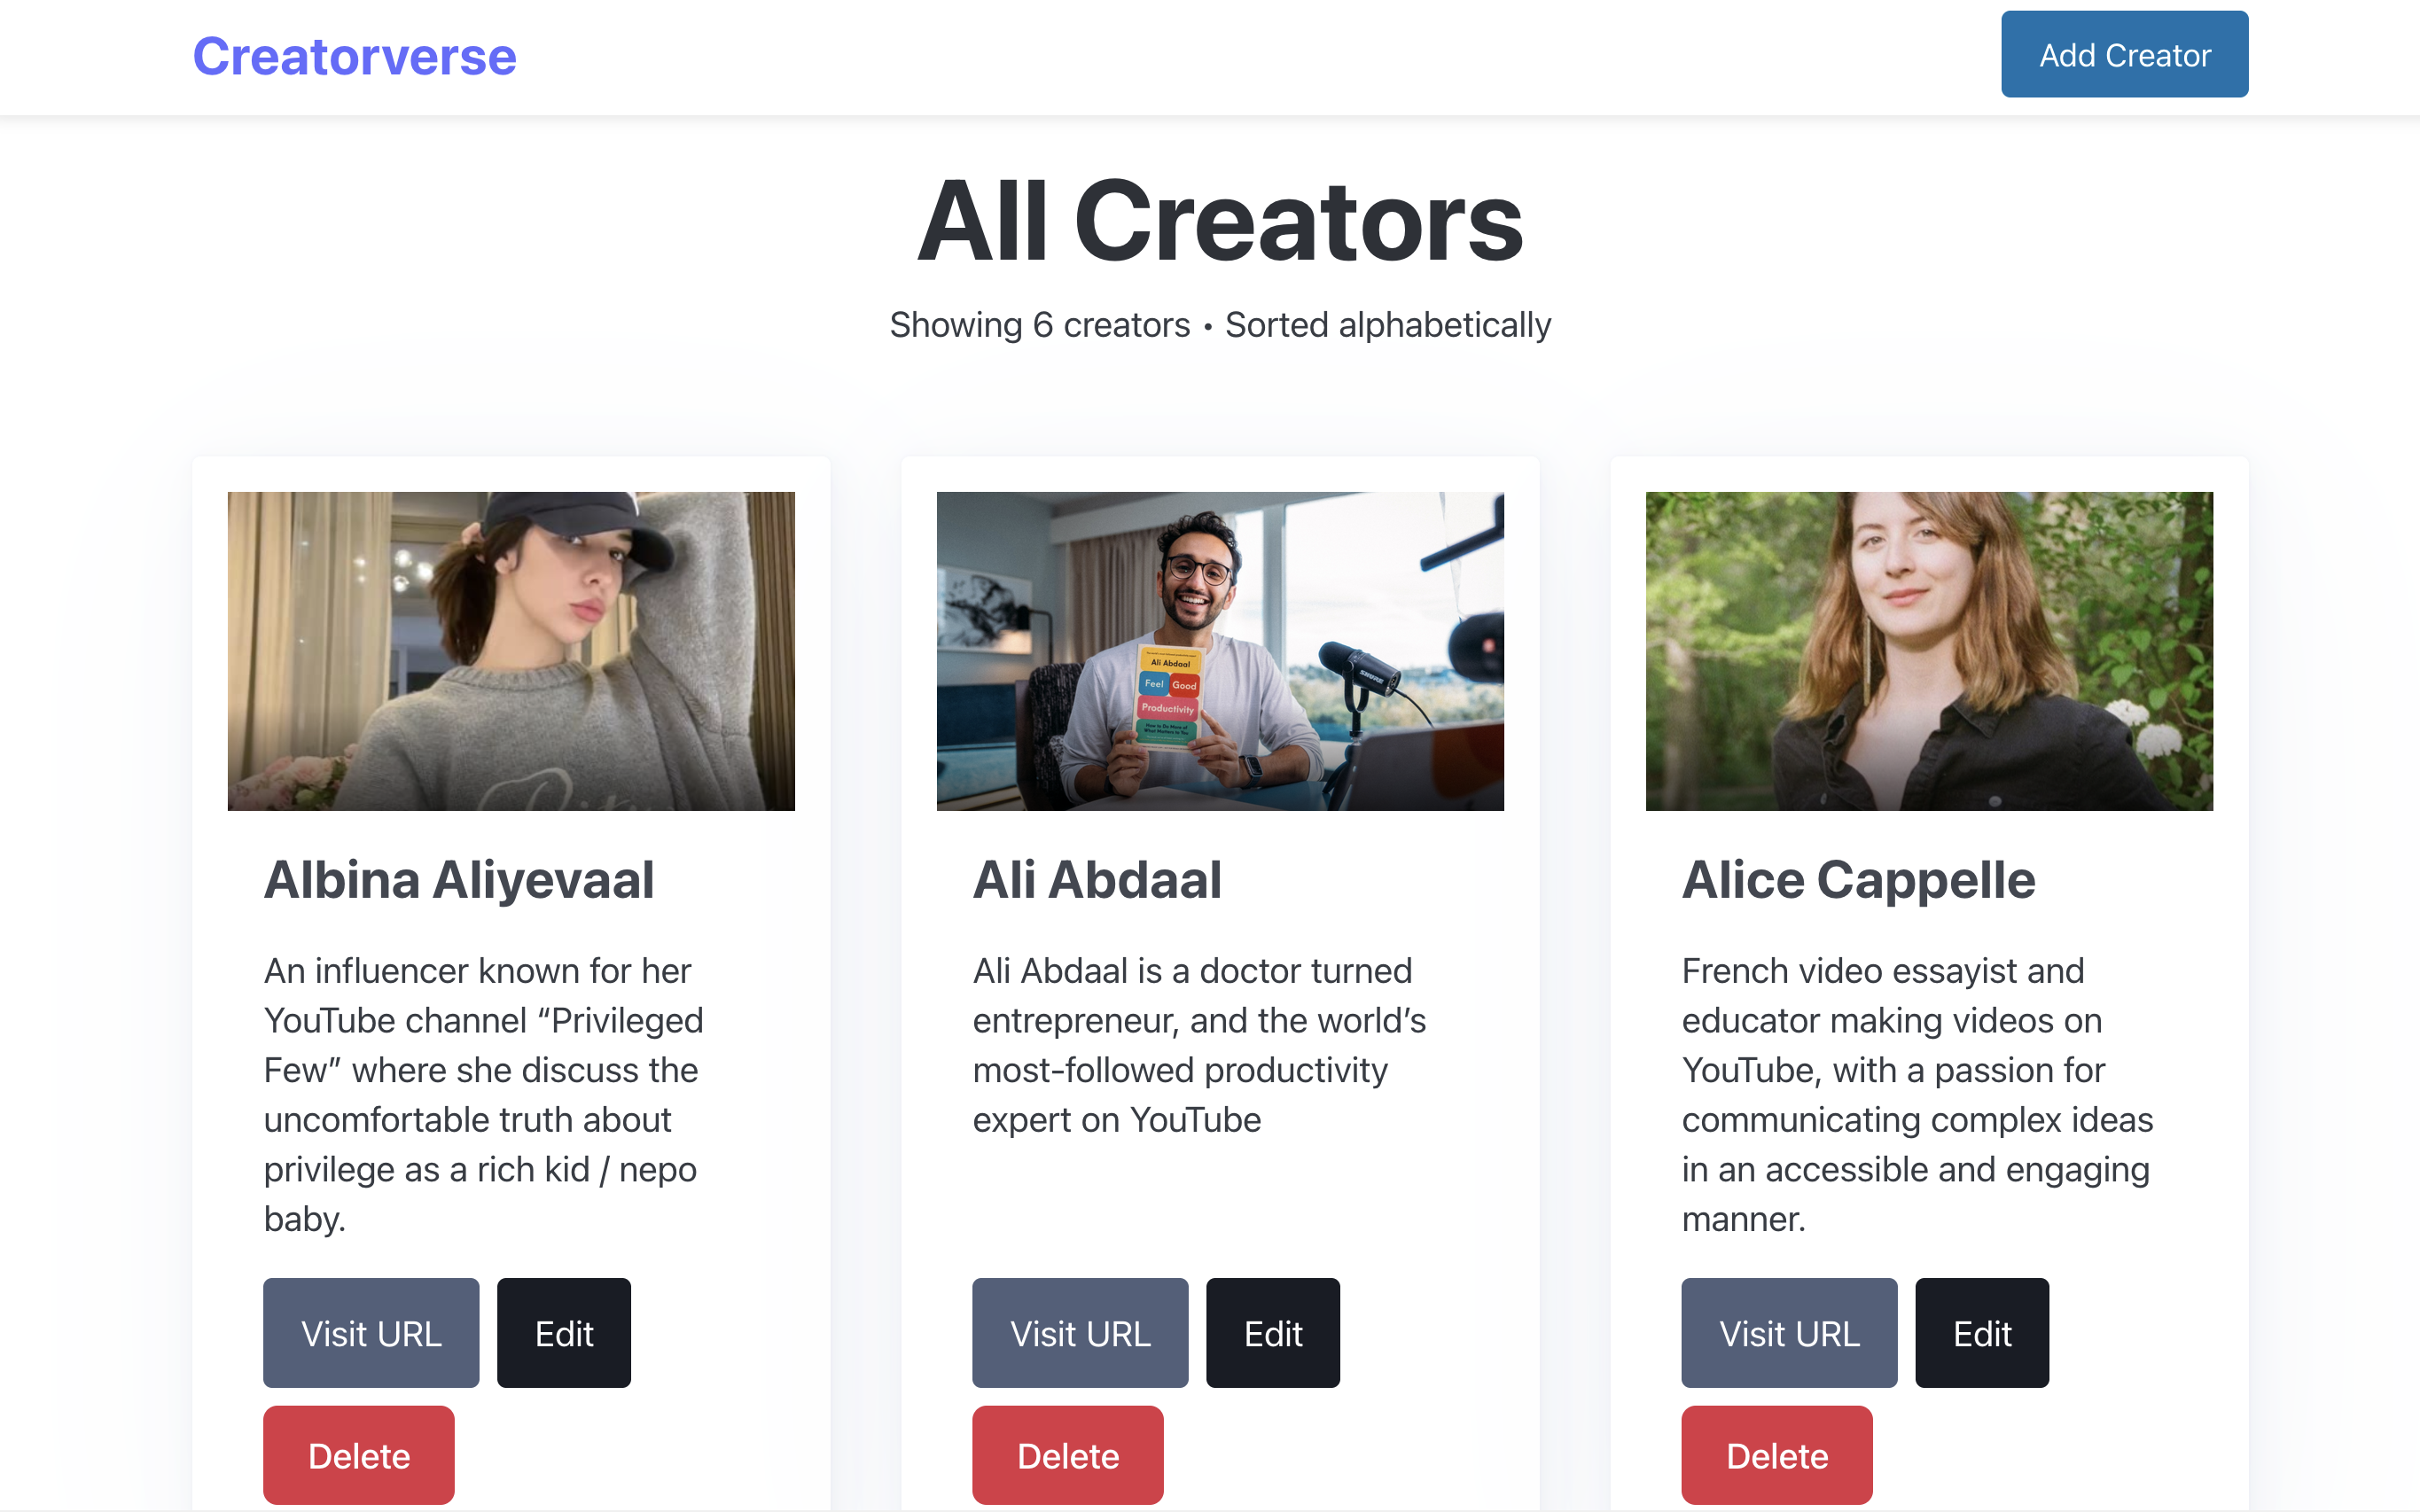 Creatorverse
Add Creator
All Creators
Showing 6 creators • Sorted alphabetically
Ali Abdaal
Feel Good
Productivity
Albina Aliyevaal
An influencer known for her
YouTube channel “Privileged
Few” where she discuss the
uncomfortable truth about
privilege as a rich kid / nepo
baby.
Visit URL
Edit
Delete
Ali Abdaal
Ali Abdaal is a doctor turned
entrepreneur, and the world’s
most-followed productivity
expert on YouTube
Visit URL
Edit
Delete
Alice Cappelle
French video essayist and
educator making videos on
YouTube, with a passion for
communicating complex ideas
in an accessible and engaging
manner.
Visit URL
Edit
Delete